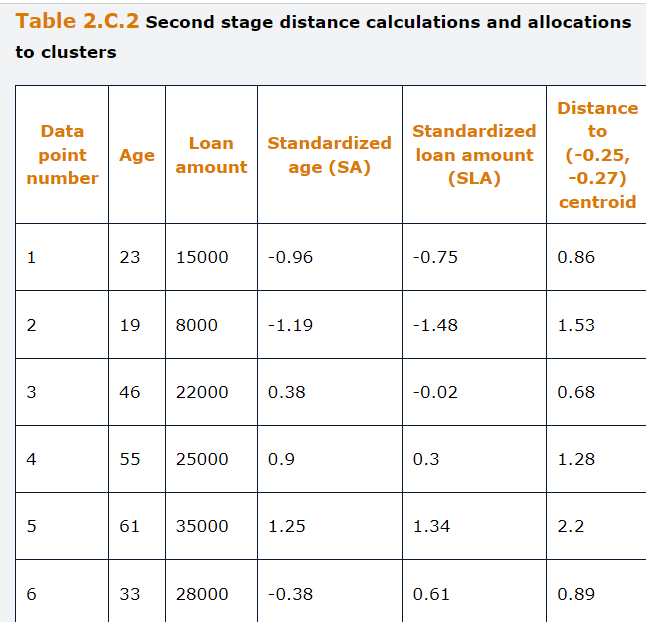 Table 2.C.2 Second stage distance calculations and allocations
to clusters
Data point number Age Loan amount Standardized age (SA) Standardized loan amount (SLA) Distance to (-0.25, -0.27) centroid
1 23 15000 -0.96 -0.75 0.86
2 19 8000 -1.19 -1.48 1.53
3 46 22000 0.38 -0.02 0.68
4 55 25000 0.9 0.3 1.28
5 61 35000 1.25 1.34 2.2
6 33 28000 -0.38 0.61 0.89